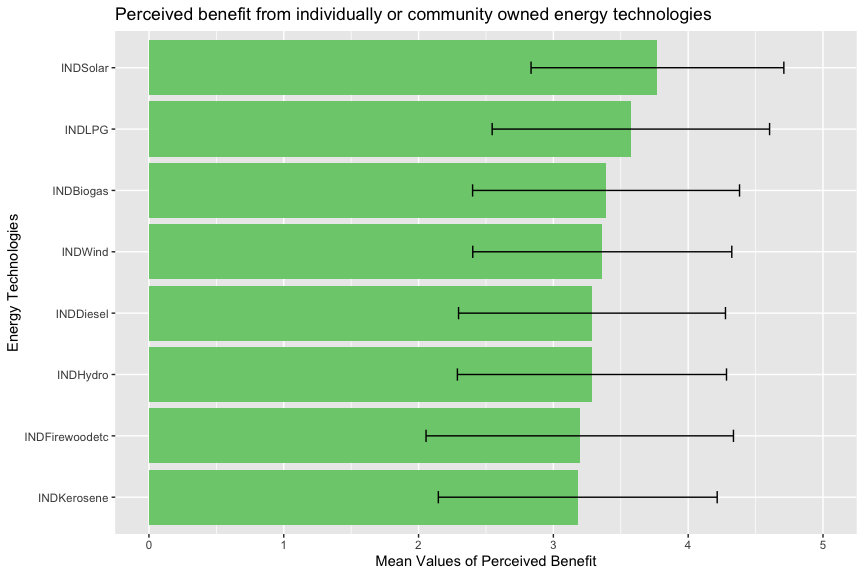 Perceived benefit from individually or community owned energy technologies
Energy Technologies
INDSolar
INDLPG
INDBiogas
INDWind
INDDiesel
INDHydro
INDFirewoodetc
INDKerosene
0 1 2 3 4 5
Mean Values of Perceived Benefit